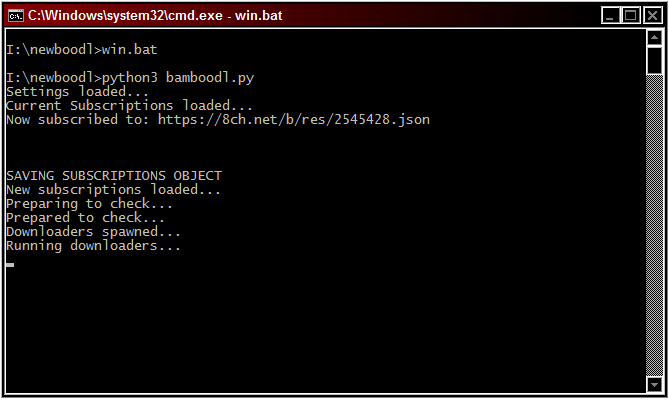 C:\Windows\system32\cmd.exe - win.bat
I:\newboodl>win.bat
I:\newboodl>python3 bamboodl.py
Settings loaded...
Current Subscriptions loaded...
Now subscribed to: https://8ch.net/b/res/2545428.json
SAVING SUBSCRIPTIONS OBJECT
New subscriptions loaded...
Preparing to check...
Prepared to check...
Downloaders spawned...
Running downloaders...